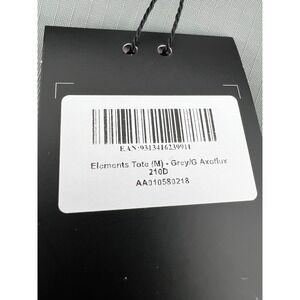 EAN:9313416239911
Elements Tote (M) - Grey/G Axoflux
210D
AA010580218